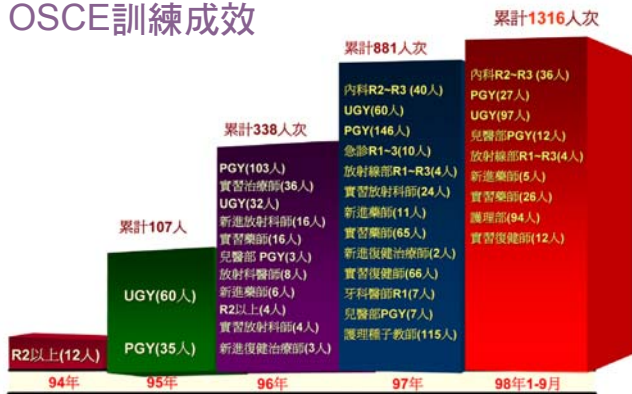 OSCE訓練成效
累計1316人次
累計881人次
累計338人次
累計107人
R2以上(12人)
UGY(60人)
PGY(35人)
PGY(103人)
實習治療師(36人)
UGY(32人)
新進放射科師(16人)
實習藥師(16人)
兒醫部 PGY(3人)
放射科醫師(8人)
新進藥師(6人)
R2以上(4人)
實習放射科師(4人)
新進復健治療師(3人)
內科R2~R3 (40人)
UGY(60人)
PGY(146人)
急診R1~3(10人)
放射線部R1~R3(4人)
實習放射科師(24人)
新進藥師(11人)
實習藥師(65人)
新進復健治療師(2人)
實習復健師(66人)
牙科醫師R1(7人)
兒醫部PGY(7人)
護理種子教師(115人)
內科R2~R3 (36人)
PGY(27人)
UGY(97人)
兒醫部PGY(12人)
放射線部R1~R3(4人)
新進藥師(5人)
實習藥師(26人)
護理部(94人)
實習復健師(12人)
94年
95年
96年
97年
98年1-9月